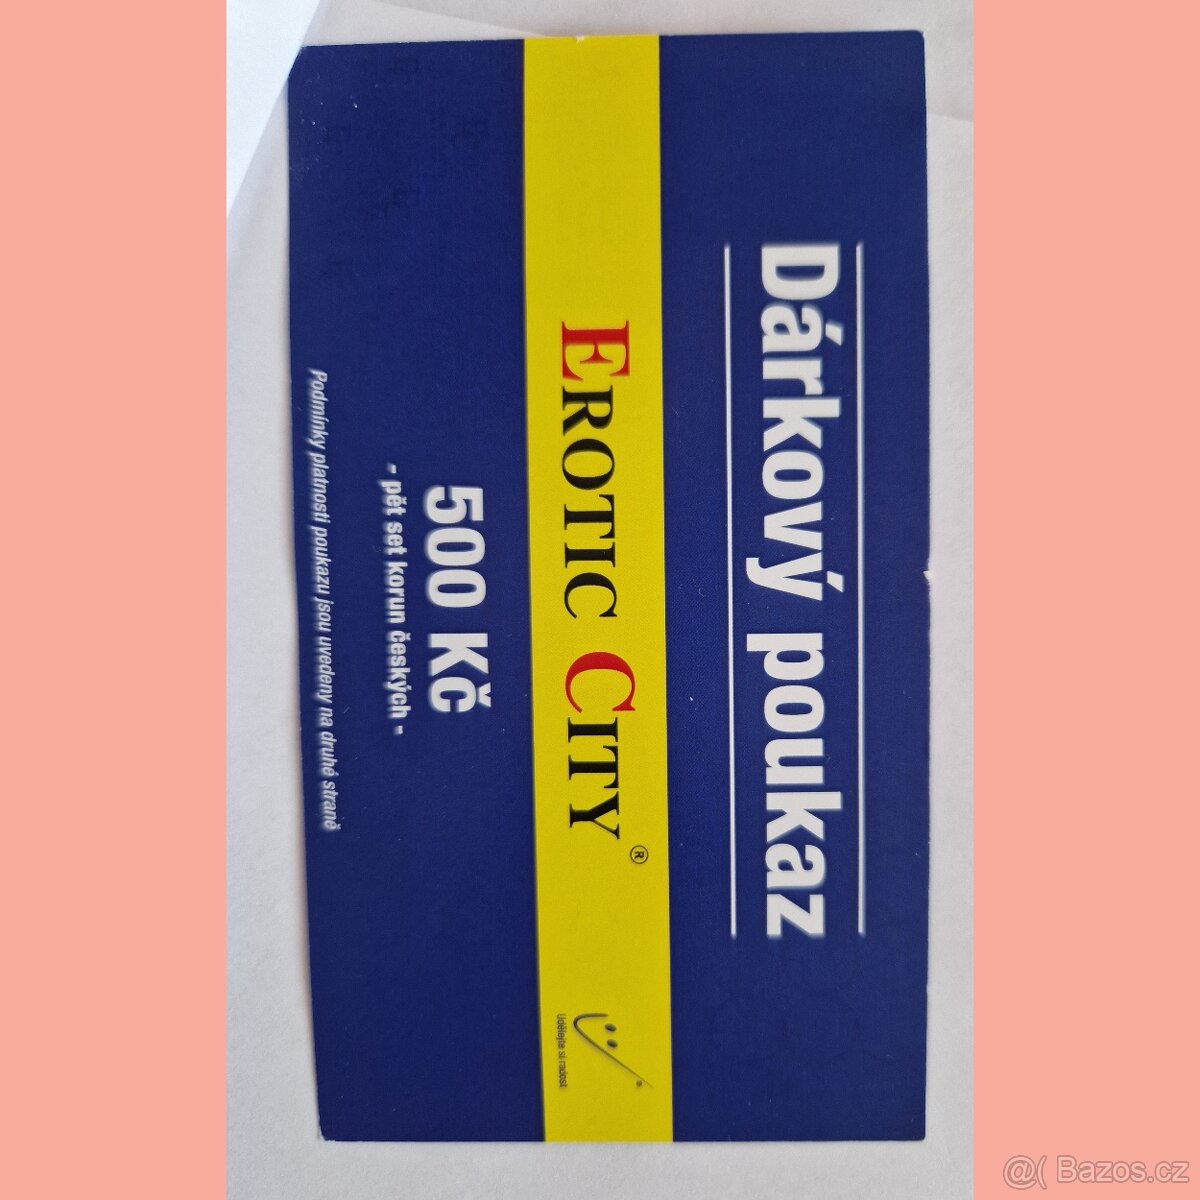 Dárkový poukaz
EROTIC CITY®
Udělejte si radost
500 Kč
- pět set korun českých -
Podmínky platnosti poukazu jsou uvedeny na druhé straně
@( Bazos.cz